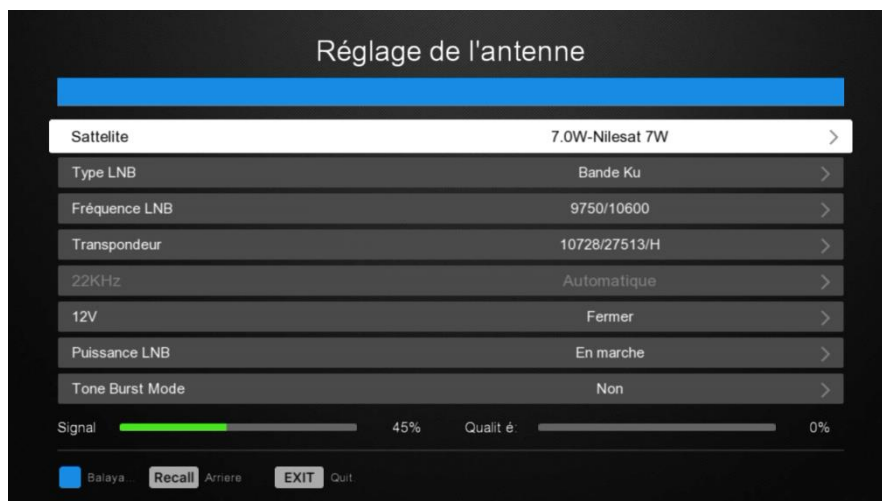 Réglage de l'antenne
Sattelite 7.0W-Nilesat 7W
Type LNB Bande Ku
Fréquence LNB 9750/10600
Transpondeur 10728/27513/H
22KHz Automatique
12V Fermer
Puissance LNB En marche
Tone Burst Mode Non
Signal 45% Qualit é: 0%
Balaya... Recall Arriere EXIT Quit.